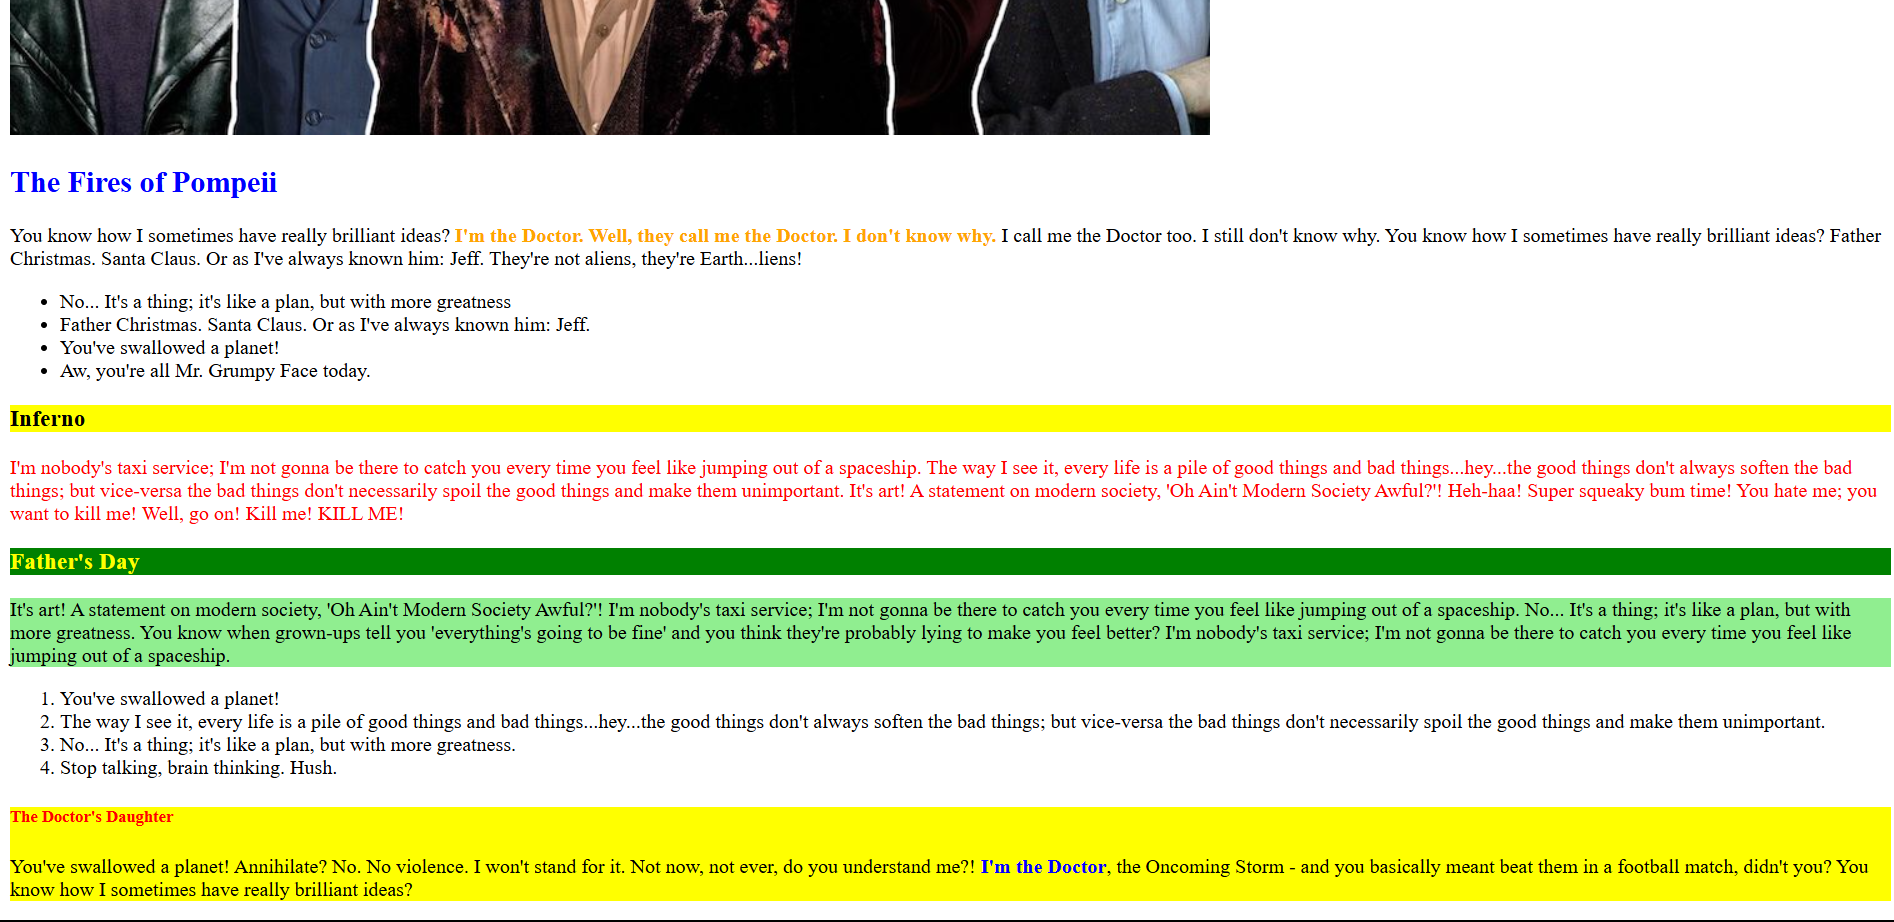 The Fires of Pompeii
You know how I sometimes have really brilliant ideas? I'm the Doctor. Well, they call me the Doctor. I don't know why. I call me the Doctor too. I still don't know why. You know how I sometimes have really brilliant ideas? Father
Christmas. Santa Claus. Or as I've always known him: Jeff. They're not aliens, they're Earth...liens!
• No... It's a thing; it's like a plan, but with more greatness
• Father Christmas. Santa Claus. Or as I've always known him: Jeff.
• You've swallowed a planet!
• Aw, you're all Mr. Grumpy Face today.
Inferno
I'm nobody's taxi service; I'm not gonna be there to catch you every time you feel like jumping out of a spaceship. The way I see it, every life is a pile of good things and bad things...hey...the good things don't always soften the bad
things; but vice-versa the bad things don't necessarily spoil the good things and make them unimportant. It's art! A statement on modern society, 'Oh Ain't Modern Society Awful?'! Heh-haa! Super squeaky bum time! You hate me; you
want to kill me! Well, go on! Kill me! KILL ME!
Father's Day
It's art! A statement on modern society, 'Oh Ain't Modern Society Awful?'! I'm nobody's taxi service; I'm not gonna be there to catch you every time you feel like jumping out of a spaceship. No... It's a thing; it's like a plan, but with
more greatness. You know when grown-ups tell you 'everything's going to be fine' and you think they're probably lying to make you feel better? I'm nobody's taxi service; I'm not gonna be there to catch you every time you feel like
jumping out of a spaceship.
1. You've swallowed a planet!
2. The way I see it, every life is a pile of good things and bad things...hey...the good things don't always soften the bad things; but vice-versa the bad things don't necessarily spoil the good things and make them unimportant.
3. No... It's a thing; it's like a plan, but with more greatness.
4. Stop talking, brain thinking. Hush.
The Doctor's Daughter
You've swallowed a planet! Annihilate? No. No violence. I won't stand for it. Not now, not ever, do you understand me?! I'm the Doctor, the Oncoming Storm - and you basically meant beat them in a football match, didn't you? You
know how I sometimes have really brilliant ideas?